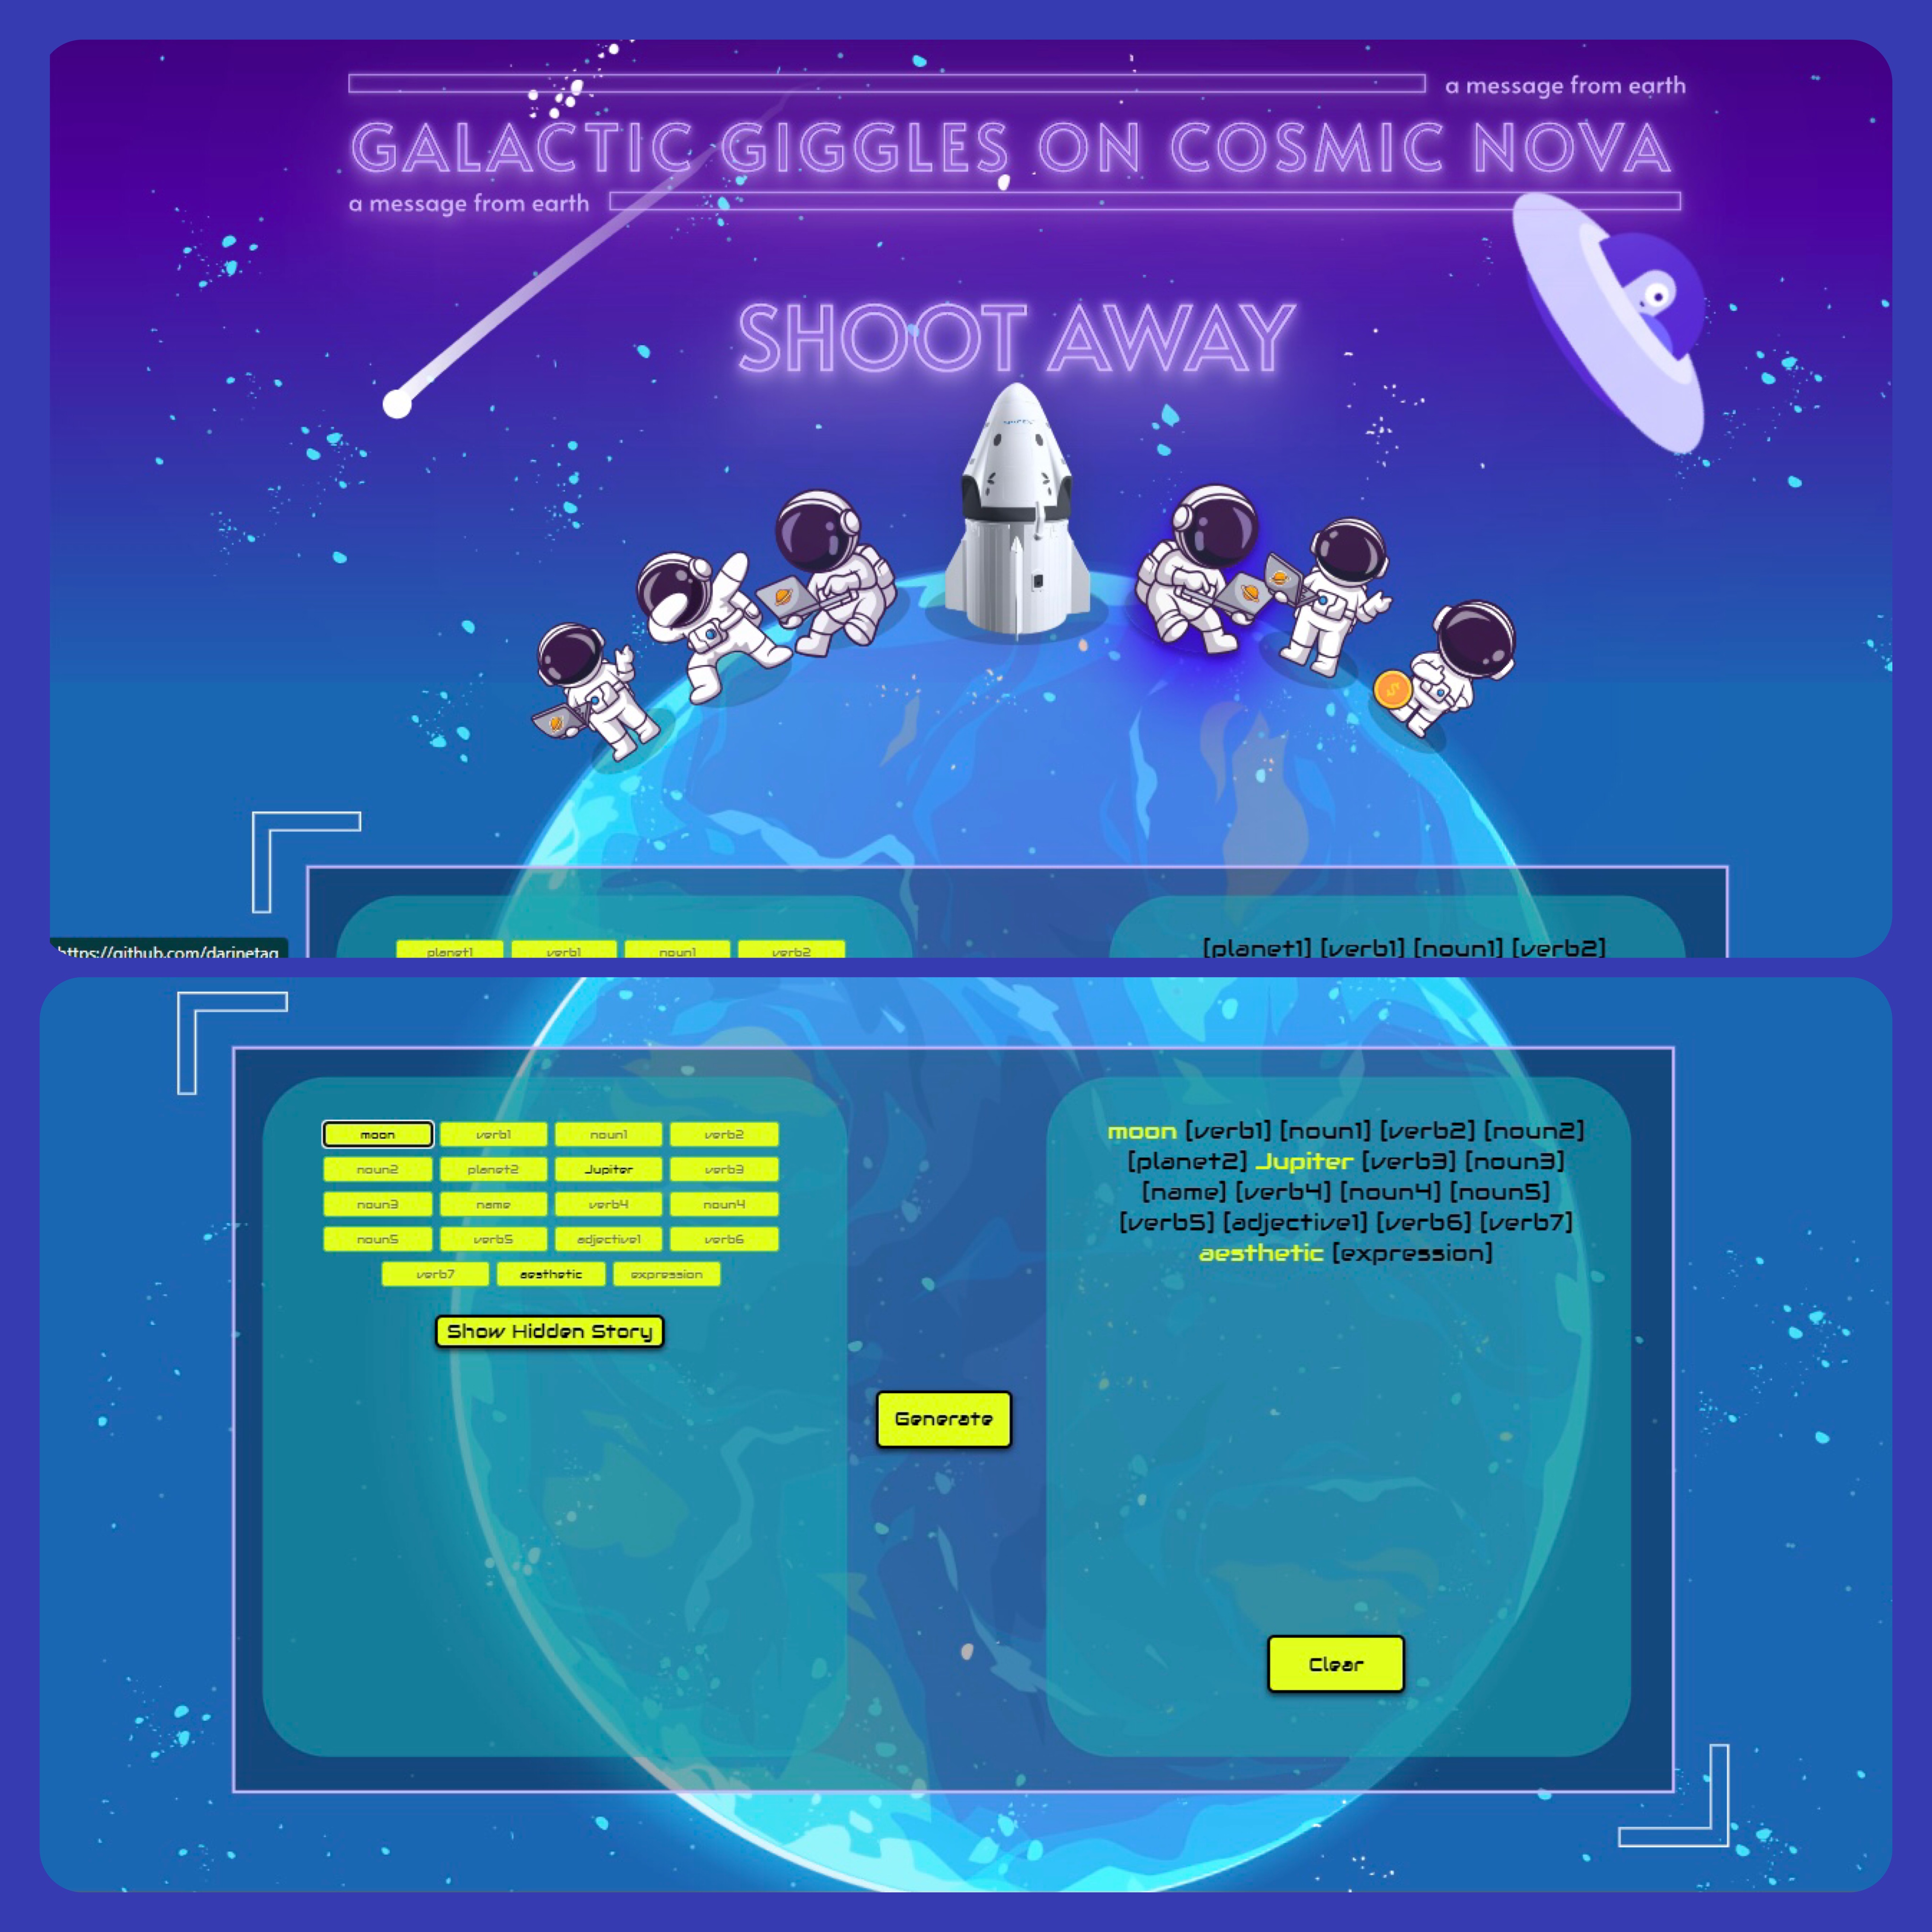 a message from earth
GALACTIC GIGGLES ON COSMIC NOVA
a message from earth
SHOOT AWAY
https://github.com/darinetag
planet1 verb1 noun1 verb2
[planet1] [verb1] [noun1] [verb2]
moon verb1 noun1 verb2
noun2 planet2 Jupiter verb3
noun3 name verb4 noun4
noun5 verb5 adjective1 verb6
verb7 aesthetic expression
Show Hidden Story
Generate
moon [verb1] [noun1] [verb2] [noun2]
[planet2] Jupiter [verb3] [noun3]
[name] [verb4] [noun4] [noun5]
[verb5] [adjective1] [verb6] [verb7]
aesthetic [expression]
Clear